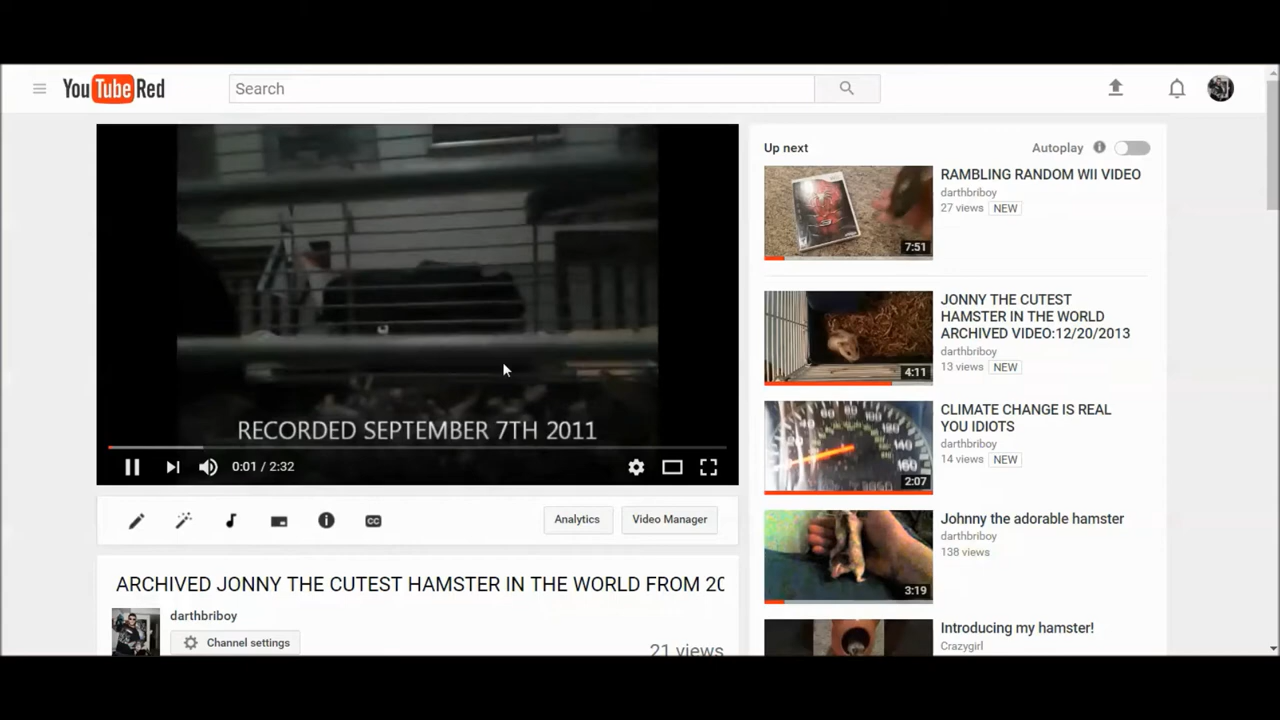 YouTube Red
Search
RECORDED SEPTEMBER 7TH 2011
0:01 / 2:32
CC
Analytics
Video Manager
ARCHIVED JONNY THE CUTEST HAMSTER IN THE WORLD FROM 20
darthbriboy
Channel settings
21 views
Up next
Autoplay
RAMBLING RANDOM WII VIDEO
darthbriboy
27 views NEW
7:51
JONNY THE CUTEST
HAMSTER IN THE WORLD
ARCHIVED VIDEO:12/20/2013
darthbriboy
13 views NEW
4:11
CLIMATE CHANGE IS REAL
YOU IDIOTS
darthbriboy
14 views NEW
2:07
Johnny the adorable hamster
darthbriboy
138 views
3:19
Introducing my hamster!
Crazygirl